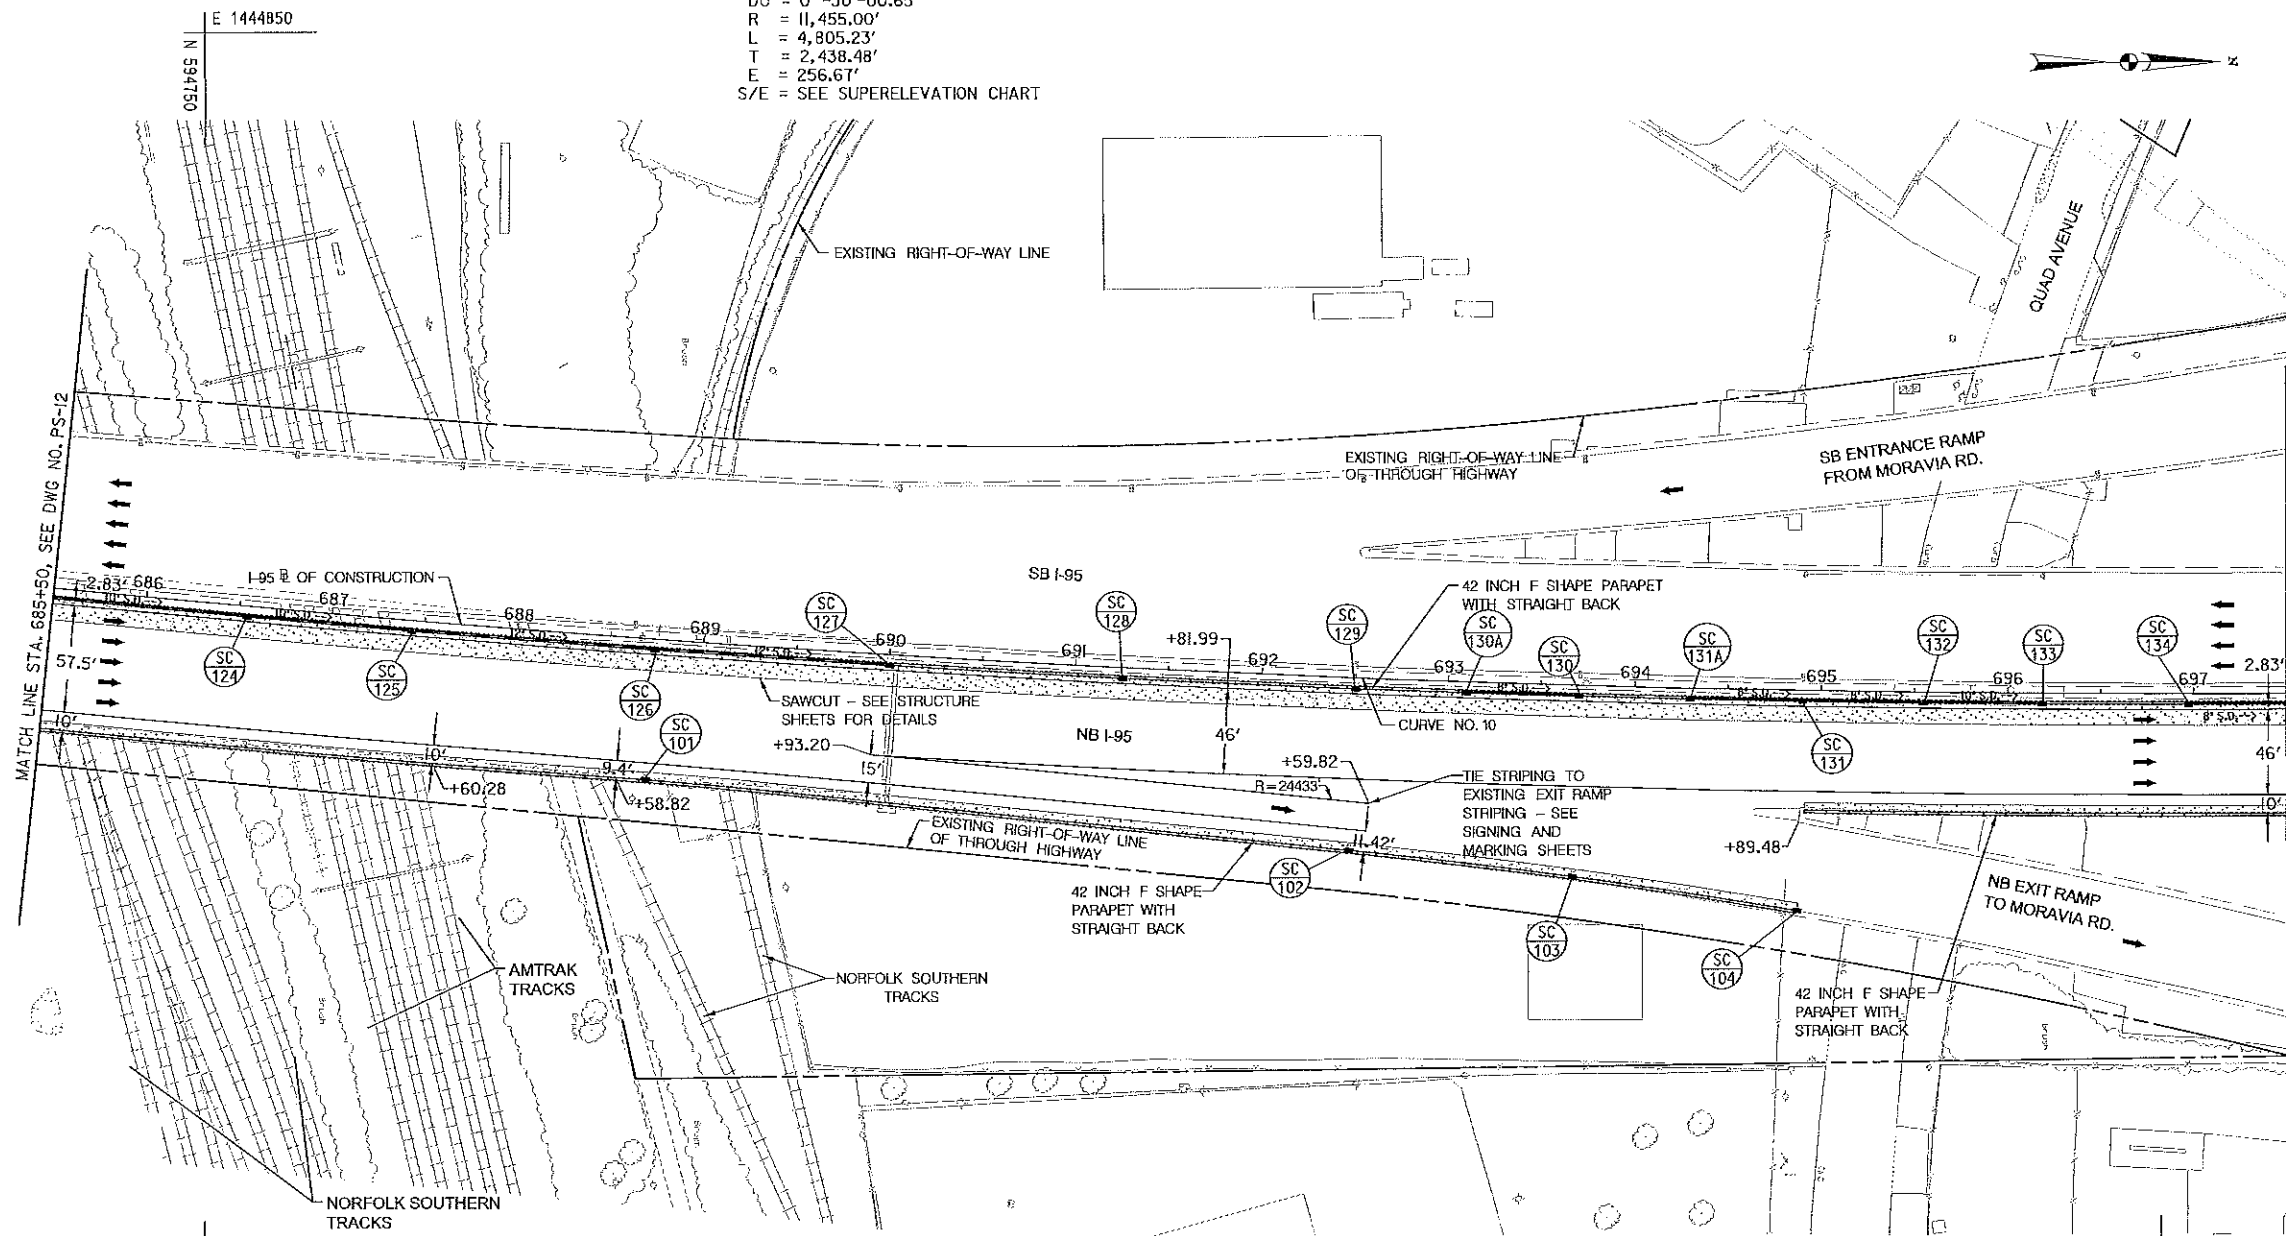 E 1444850
N 594750
R = 11,455.00'
L = 4,805.23'
T = 2,438.48'
E = 256.67'
S/E = SEE SUPERELEVATION CHART
N
EXISTING RIGHT-OF-WAY LINE
QUAD AVENUE
MATCH LINE STA. 685+50, SEE DWG NO. PS-12
EXISTING RIGHT-OF-WAY LINE
OF THROUGH HIGHWAY
SB ENTRANCE RAMP
FROM MORAVIA RD.
I-95 BL OF CONSTRUCTION
SB I-95
42 INCH F SHAPE PARAPET
WITH STRAIGHT BACK
2.83'
686
687
688
689
690
691
692
693
694
695
696
697
10' S.D.
10' S.D.
12' S.D.
12' S.D.
8' S.D.
8' S.D.
8' S.D.
10' S.D.
8' S.D.
SC
124
SC
125
SC
126
SC
127
SC
128
SC
129
SC
130A
SC
130
SC
131A
SC
131
SC
132
SC
133
SC
134
+81.99
2.83'
57.5'
SAWCUT - SEE STRUCTURE
SHEETS FOR DETAILS
CURVE NO. 10
NB I-95
46'
46'
10'
10'
+60.28
9.4'
+58.82
SC
101
+93.20
15'
+59.82
R=24433'
11.42'
TIE STRIPING TO
EXISTING EXIT RAMP
STRIPING - SEE
SIGNING AND
MARKING SHEETS
+89.48
10'
EXISTING RIGHT-OF-WAY LINE
OF THROUGH HIGHWAY
42 INCH F SHAPE
PARAPET WITH
STRAIGHT BACK
SC
102
SC
103
SC
104
NB EXIT RAMP
TO MORAVIA RD.
42 INCH F SHAPE
PARAPET WITH
STRAIGHT BACK
AMTRAK
TRACKS
NORFOLK SOUTHERN
TRACKS
NORFOLK SOUTHERN
TRACKS